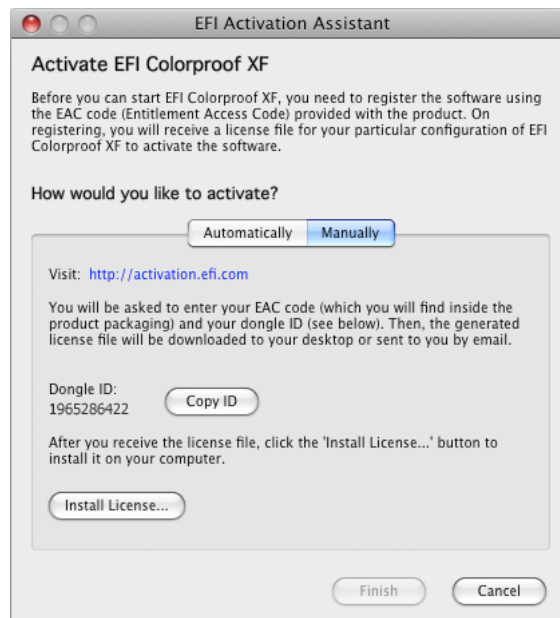 EFI Activation Assistant
Activate EFI Colorproof XF
Before you can start EFI Colorproof XF, you need to register the software using
the EAC code (Entitlement Access Code) provided with the product. On
registering, you will receive a license file for your particular configuration of EFI
Colorproof XF to activate the software.
How would you like to activate?
Automatically Manually
Visit: http://activation.efi.com
You will be asked to enter your EAC code (which you will find inside the
product packaging) and your dongle ID (see below). Then, the generated
license file will be downloaded to your desktop or sent to you by email.
Dongle ID:
1965286422
Copy ID
After you receive the license file, click the 'Install License...' button to
install it on your computer.
Install License...
Finish Cancel